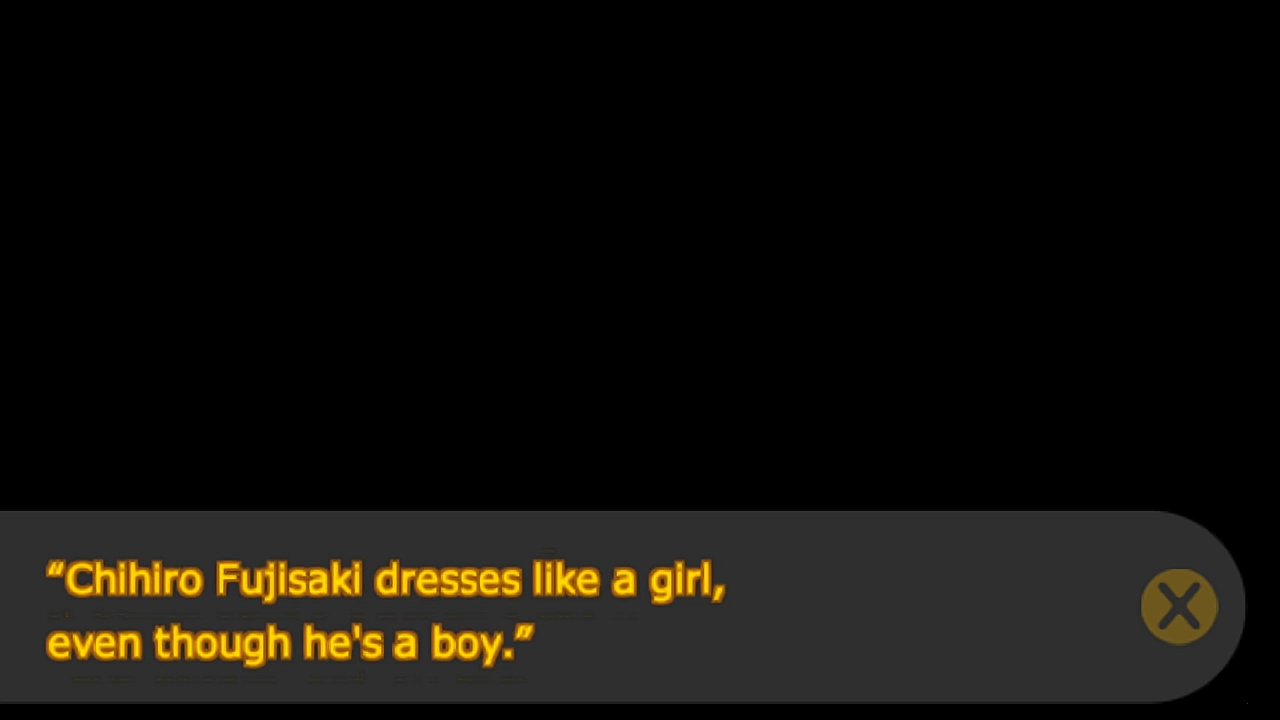 “Chihiro Fujisaki dresses like a girl,
even though he's a boy.”